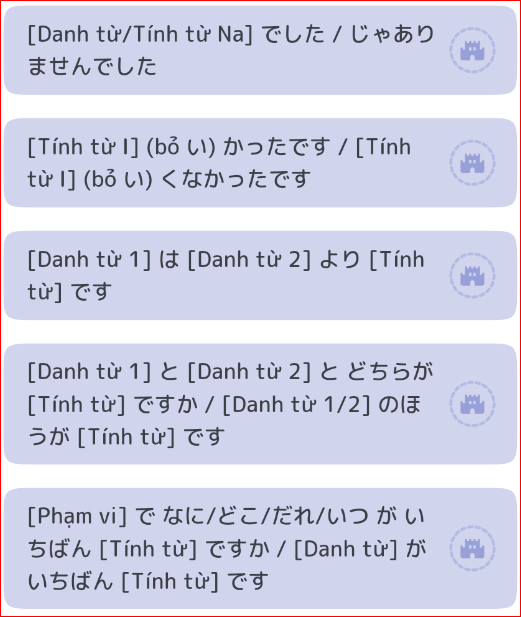 [Danh từ/Tính từ Na] でした / じゃあり
ませんでした
[Tính từ I] (bỏ い) かったです / [Tính
từ I] (bỏ い) くなかったです
[Danh từ 1] は [Danh từ 2] より [Tính
từ] です
[Danh từ 1] と [Danh từ 2] と どちらが
[Tính từ] ですか / [Danh từ 1/2] のほ
うが [Tính từ] です
[Phạm vi] で なに/どこ/だれ/いつ が い
ちばん [Tính từ] ですか / [Danh từ] が
いちばん [Tính từ] です